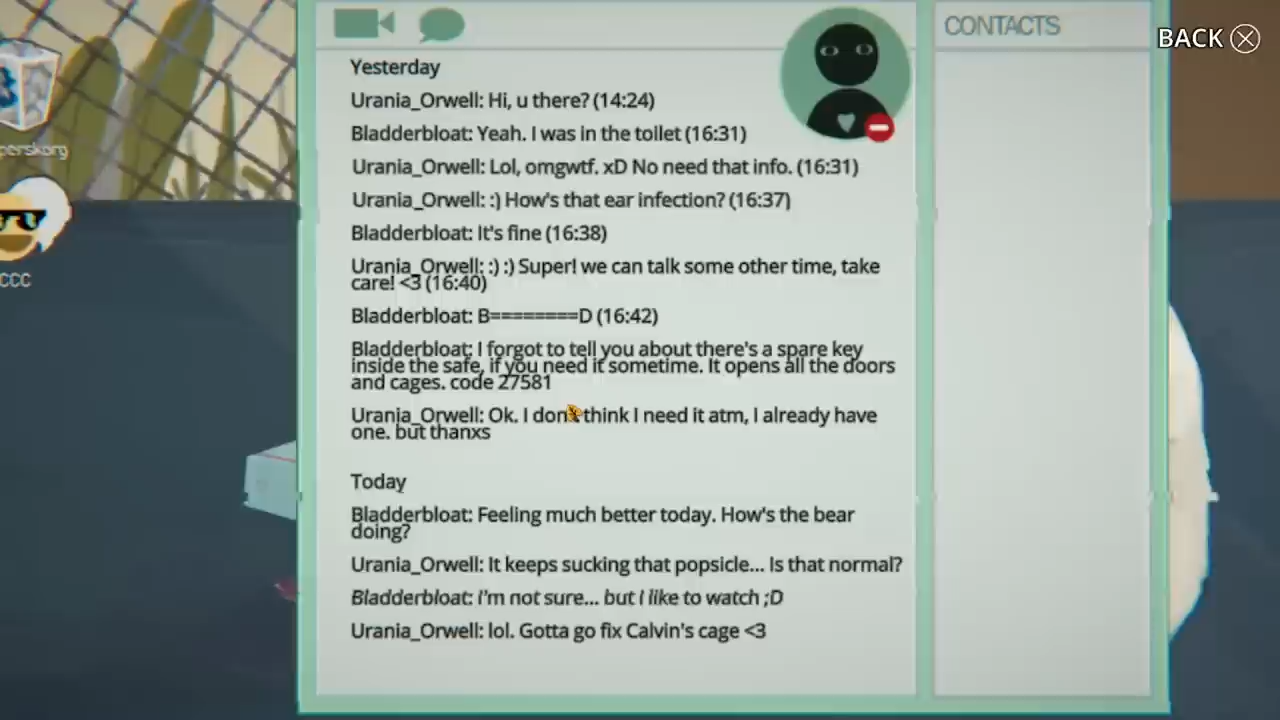 CONTACTS
BACK
Yesterday
Urania_Orwell: Hi, u there? (14:24)
Bladderbloat: Yeah. I was in the toilet (16:31)
Urania_Orwell: Lol, omgwtf. xD No need that info. (16:31)
Urania_Orwell: :) How's that ear infection? (16:37)
Bladderbloat: It's fine (16:38)
Urania_Orwell: :) :) Super! we can talk some other time, take
care! <3 (16:40)
Bladderbloat: B========D (16:42)
Bladderbloat: I forgot to tell you about there's a spare key
inside the safe, if you need it sometime. It opens all the doors
and cages. code 27581
Urania_Orwell: Ok. I don't think I need it atm, I already have
one. but thanxs
Today
Bladderbloat: Feeling much better today. How's the bear
doing?
Urania_Orwell: It keeps sucking that popsicle... Is that normal?
Bladderbloat: I'm not sure... but I like to watch ;D
Urania_Orwell: lol. Gotta go fix Calvin's cage <3
perskorg
CCC